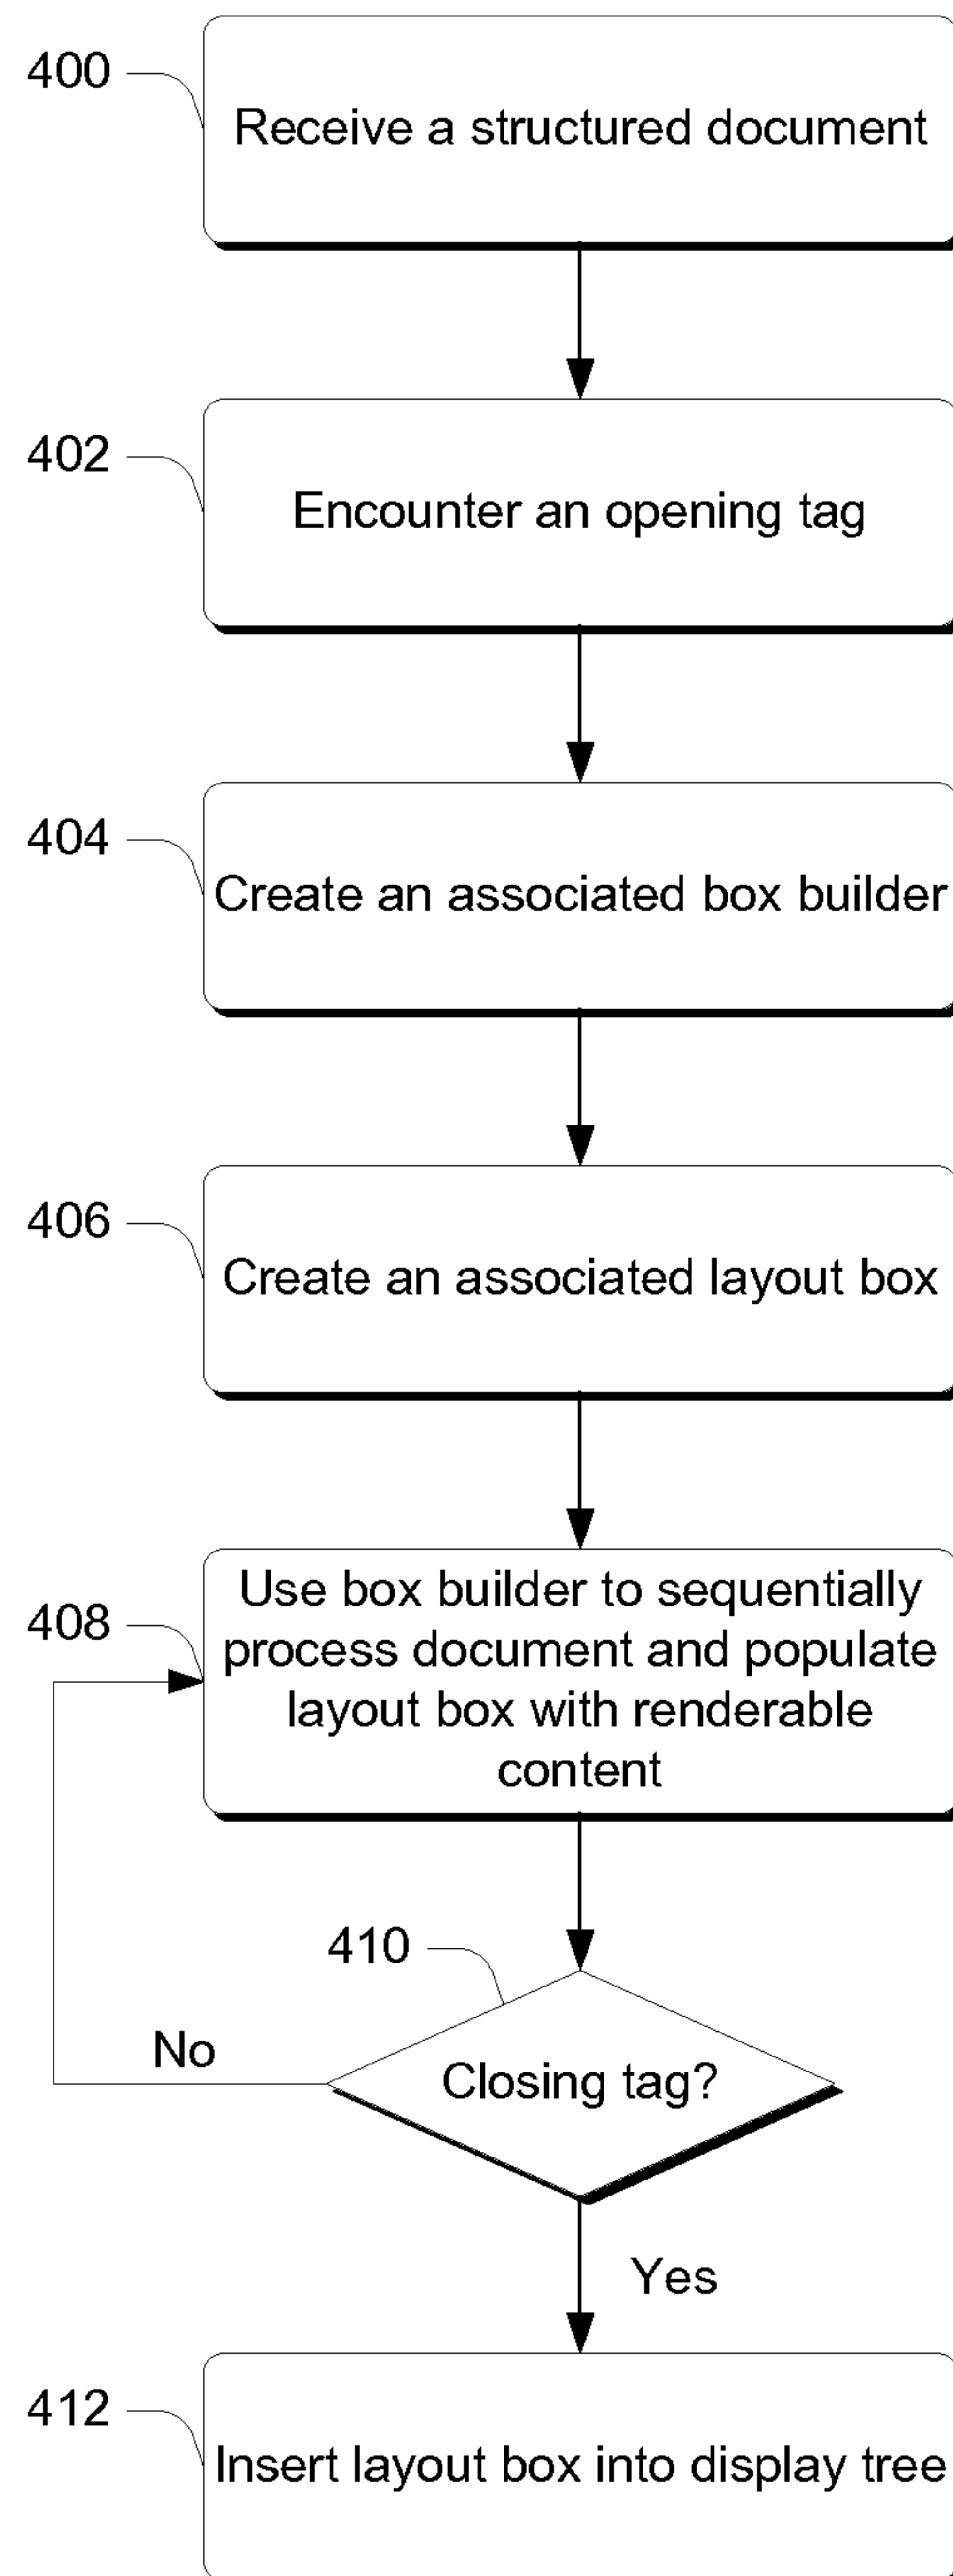 400
Receive a structured document
402
Encounter an opening tag
404
Create an associated box builder
406
Create an associated layout box
408
Use box builder to sequentially
process document and populate
layout box with renderable
content
410
Closing tag?
No
Yes
412
Insert layout box into display tree